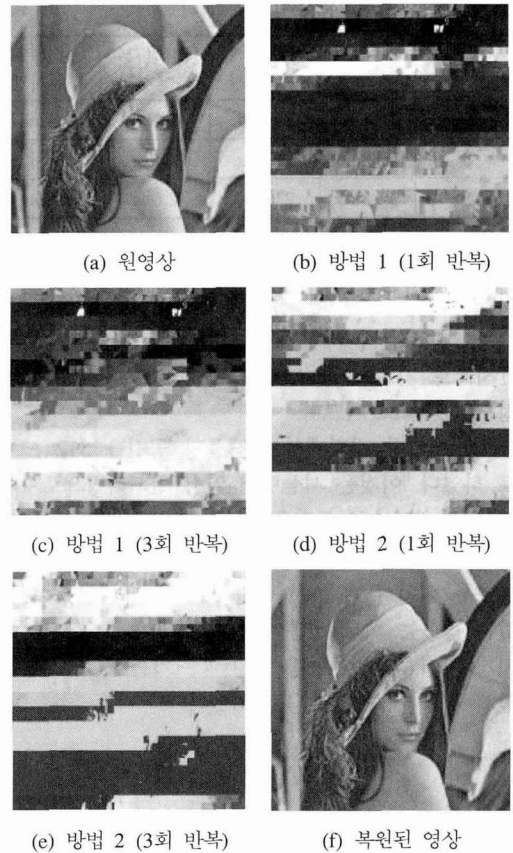 (a) 원영상
(b) 방법 1 (1회 반복)
(c) 방법 1 (3회 반복)
(d) 방법 2 (1회 반복)
(e) 방법 2 (3회 반복)
(f) 복원된 영상